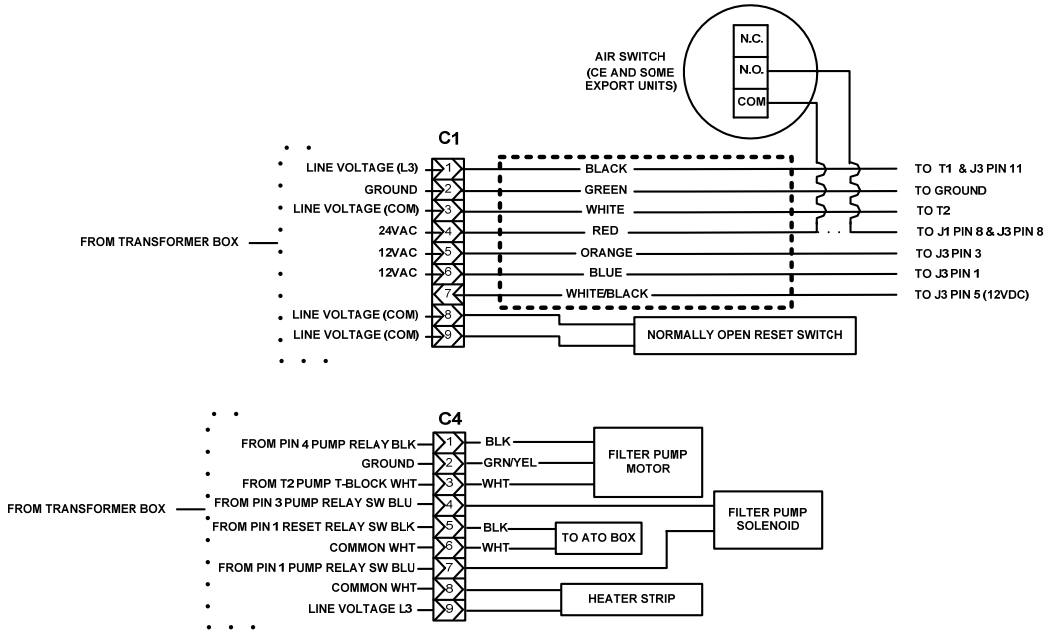 N.C.
AIR SWITCH
(CE AND SOME
EXPORT UNITS)
N.O.
COM
C1
LINE VOLTAGE (L3) 1 BLACK TO T1 & J3 PIN 11
GROUND 2 GREEN TO GROUND
LINE VOLTAGE (COM) 3 WHITE TO T2
24VAC 4 RED TO J1 PIN 8 & J3 PIN 8
FROM TRANSFORMER BOX
12VAC 5 ORANGE TO J3 PIN 3
12VAC 6 BLUE TO J3 PIN 1
7 WHITE/BLACK TO J3 PIN 5 (12VDC)
LINE VOLTAGE (COM) 8
LINE VOLTAGE (COM) 9
NORMALLY OPEN RESET SWITCH
C4
FROM PIN 4 PUMP RELAY BLK 1 BLK
GROUND 2 GRN/YEL
FROM T2 PUMP T-BLOCK WHT 3 WHT
FILTER PUMP
MOTOR
FROM PIN 3 PUMP RELAY SW BLU 4
FROM TRANSFORMER BOX
FILTER PUMP
SOLENOID
FROM PIN 1 RESET RELAY SW BLK 5 BLK
COMMON WHT 6 WHT
TO ATO BOX
FROM PIN 1 PUMP RELAY SW BLU 7
COMMON WHT 8
LINE VOLTAGE L3 9
HEATER STRIP